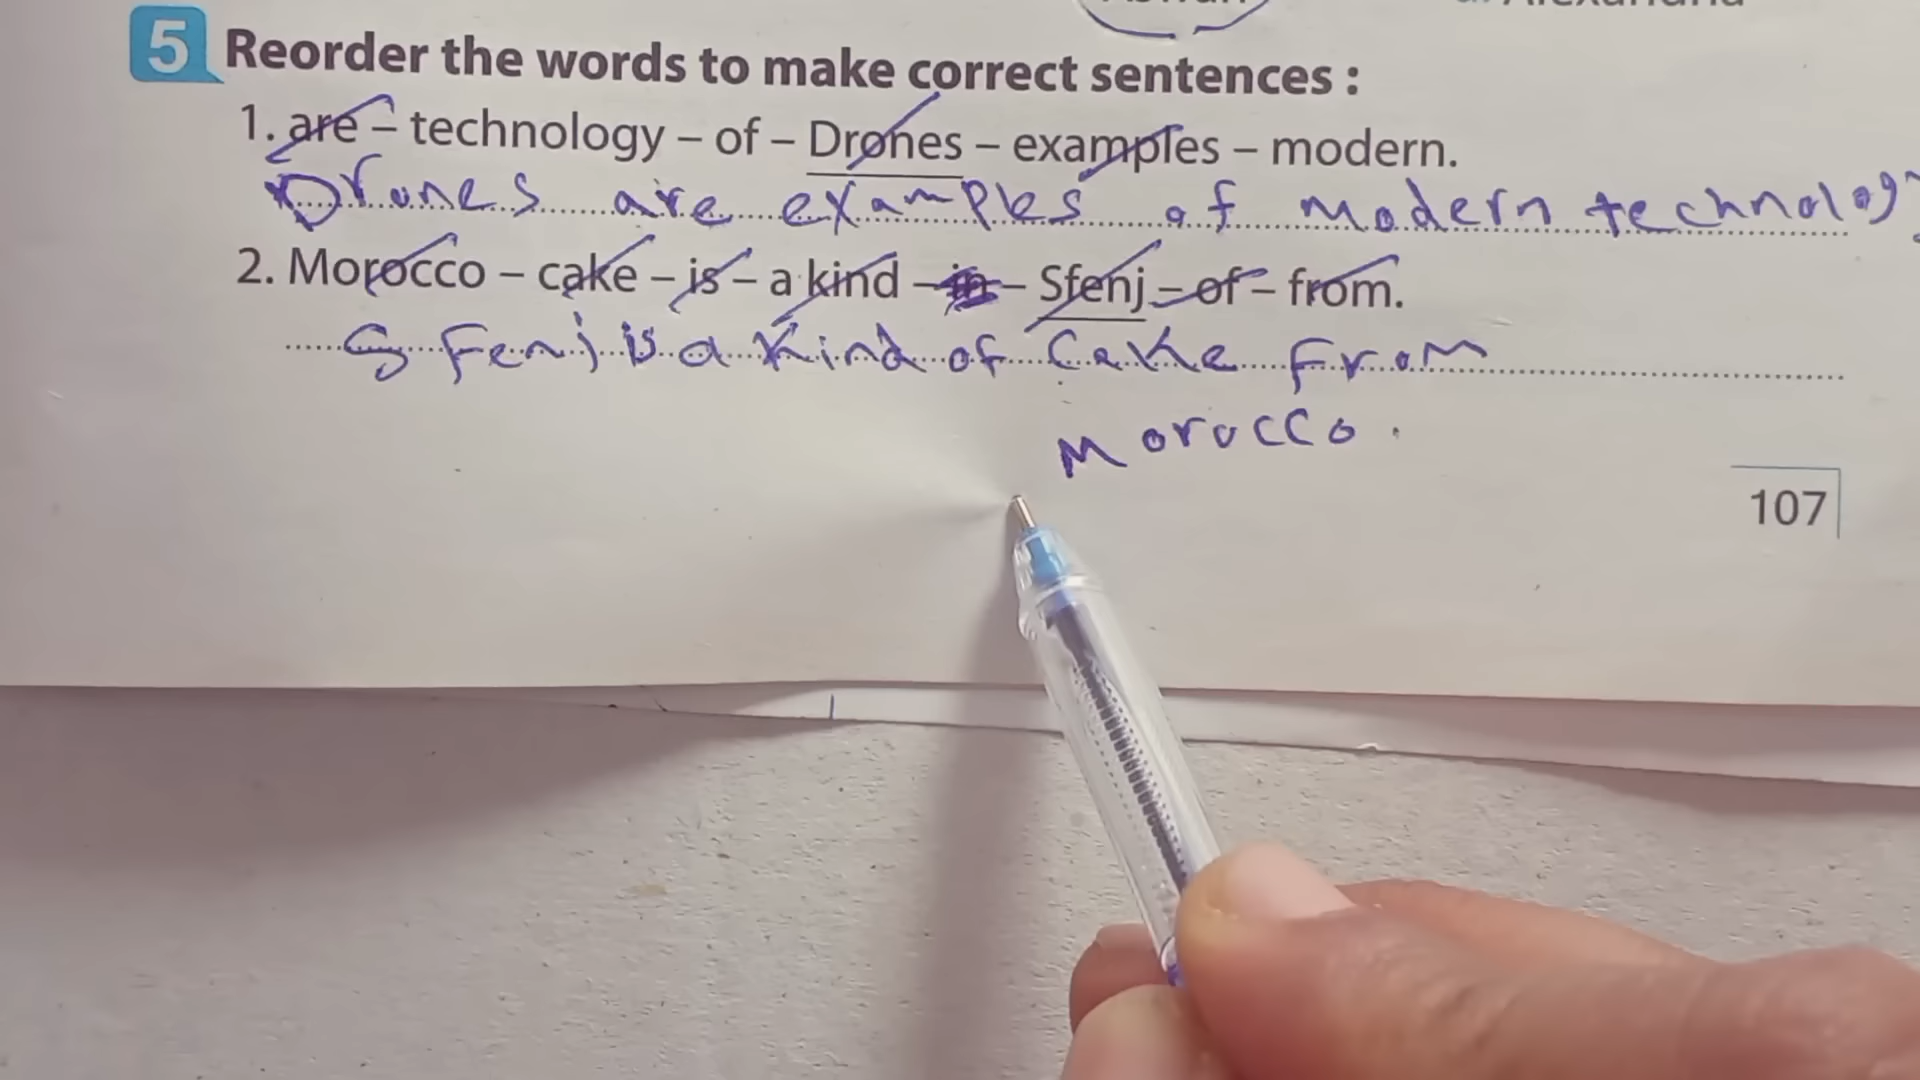 5 Reorder the words to make correct sentences :
1. are – technology – of – Drones – examples – modern.
Drones are examples of modern technology
2. Morocco – cake – is – a kind – in – Sfenj – of – from.
Sfenj is a kind of cake from
Morocco.
107